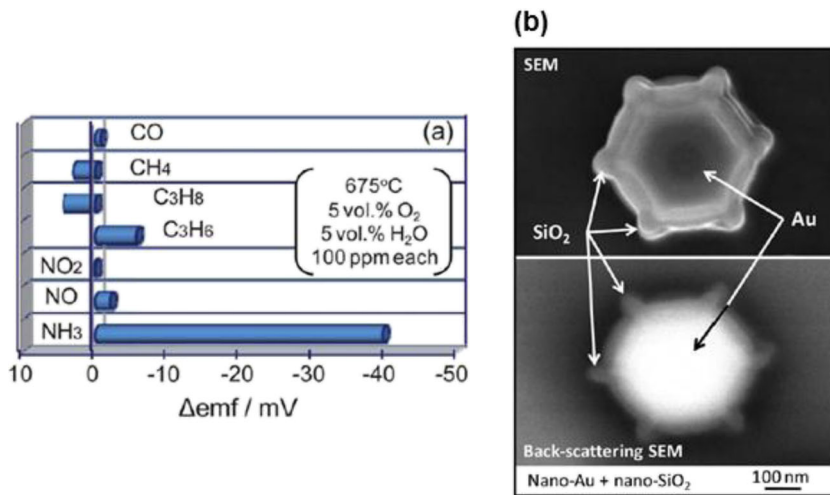 (a)
CO
CH4
C3H8
C3H6
NO2
NO
NH3
675°C
5 vol.% O2
5 vol.% H2O
100 ppm each
10 0 -10 -20 -30 -40 -50
Δemf / mV
(b)
SEM
SiO2
Au
Back-scattering SEM
Nano-Au + nano-SiO2
100 nm